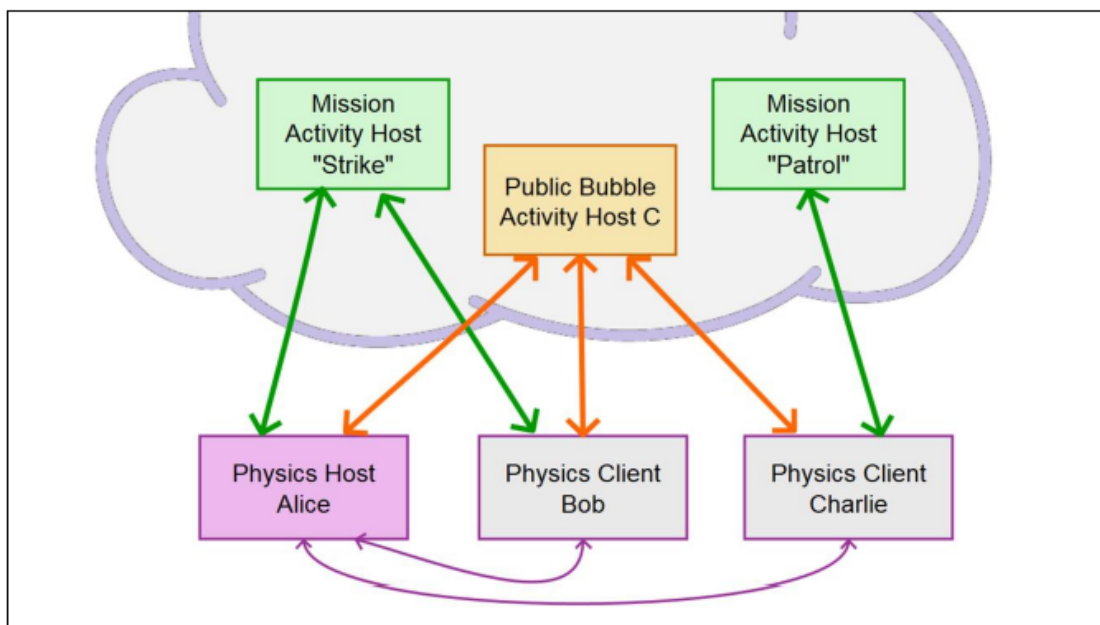 Mission
Activity Host
"Strike"
Public Bubble
Activity Host C
Mission
Activity Host
"Patrol"
Physics Host
Alice
Physics Client
Bob
Physics Client
Charlie